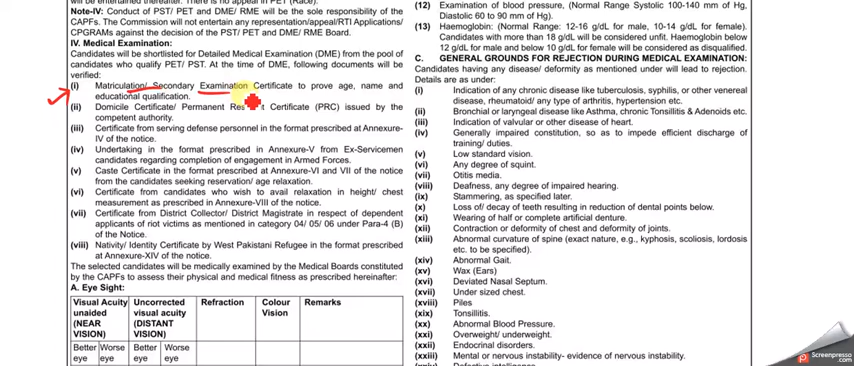 will be entertained thereafter. There is no appeal in PET (Race).
Note-IV: Conduct of PST/ PET and DME/ RME will be the sole responsibility of the
CAPFs. The Commission will not entertain any representation/appeal/RTI Applications/
CPGRAMS against the decision of the PST/ PET and DME/ RME Board.
IV. Medical Examination:
Candidates will be shortlisted for Detailed Medical Examination (DME) from the pool of
candidates who qualify PET/ PST. At the time of DME, following documents will be
verified:
(i) Matriculation/ Secondary Examination Certificate to prove age, name and
educational qualification.
(ii) Domicile Certificate/ Permanent Res t Certificate (PRC) issued by the
competent authority.
(iii) Certificate from serving defense personnel in the format prescribed at Annexure-
IV of the notice.
(iv) Undertaking in the format prescribed in Annexure-V from Ex-Servicemen
candidates regarding completion of engagement in Armed Forces.
(v) Caste Certificate in the format prescribed at Annexure-VI and VII of the notice
from the candidates seeking reservation/ age relaxation.
(vi) Certificate from candidates who wish to avail relaxation in height/ chest
measurement as prescribed in Annexure-VIII of the notice.
(vii) Certificate from District Collector/ District Magistrate in respect of dependent
applicants of riot victims as mentioned in category 04/ 05/ 06 under Para-4 (B)
of the Notice.
(viii) Nativity/ Identity Certificate by West Pakistani Refugee in the format prescribed
at Annexure-XIV of the notice.
The selected candidates will be medically examined by the Medical Boards constituted
by the CAPFs to assess their physical and medical fitness as prescribed hereinafter:
A. Eye Sight:
Visual Acuity unaided (NEAR VISION) Uncorrected visual acuity (DISTANT VISION) Refraction Colour Vision Remarks
Better eye Worse eye Better eye Worse eye
(12) Examination of blood pressure, (Normal Range Systolic 100-140 mm of Hg,
Diastolic 60 to 90 mm of Hg)
(13) Haemoglobin: (Normal Range: 12-16 g/dL for male, 10-14 g/dL for female).
Candidates with more than 18 g/dL will be considered unfit. Haemoglobin below
12 g/dL for male and below 10 g/dL for female will be considered as disqualified.
C. GENERAL GROUNDS FOR REJECTION DURING MEDICAL EXAMINATION:
Candidates having any disease/ deformity as mentioned under will lead to rejection.
Details are as under:
(i) Indication of any chronic disease like tuberculosis, syphilis, or other venereal
disease, rheumatoid/ any type of arthritis, hypertension etc.
(ii) Bronchial or laryngeal disease like Asthma, chronic Tonsillitis & Adenoids etc.
(iii) Indication of valvular or other disease of heart.
(iv) Generally impaired constitution, so as to impede efficient discharge of
training/ duties.
(v) Low standard vision.
(vi) Any degree of squint.
(vii) Otitis media.
(viii) Deafness, any degree of impaired hearing.
(ix) Stammering, as specified later.
(x) Loss/ decay of teeth resulting in reduction of dental points below.
(xi) Wearing of half or complete artificial denture.
(xii) Contraction or deformity of chest and deformity of joints.
(xiii) Abnormal curvature of spine (exact nature, e.g., kyphosis, scoliosis, lordosis
etc. to be specified).
(xiv) Abnormal Gait.
(xv) Wax (Ears)
(xvi) Deviated Nasal Septum.
(xvii) Under sized chest.
(xviii) Piles
(xix) Tonsillitis.
(xx) Abnormal Blood Pressure.
(xxi) Overweight/ underweight.
(xxii) Endocrinal disorders.
(xxiii) Mental or nervous instability- evidence of nervous instability.
(xxiv) Defective intelligence.
Screenpresso